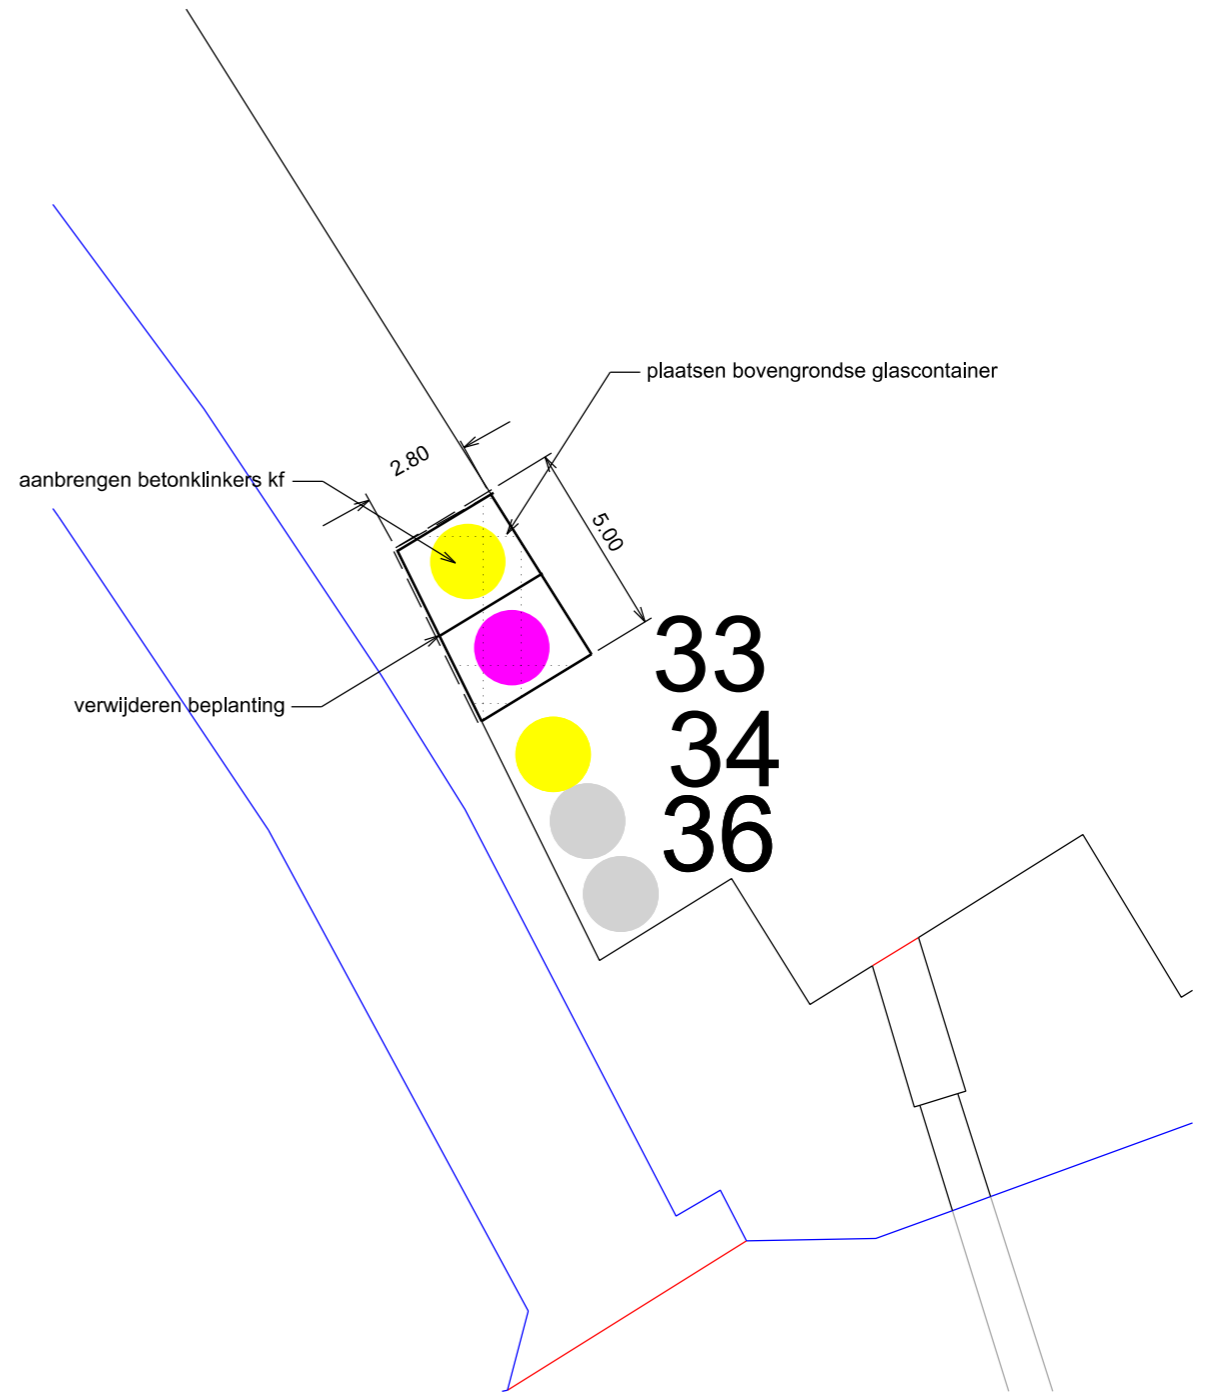 plaatsen bovengrondse glascontainer
2.80
aanbrengen betonklinkers kf
5.00
33
verwijderen beplanting
34
36